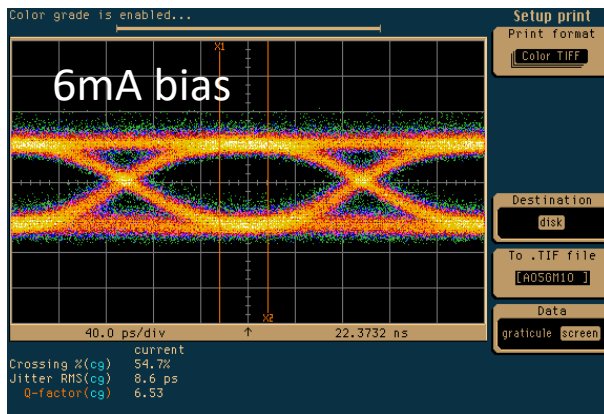 Color grade is enabled...
Setup print
Print format
Color TIFF
X1
6mA bias
Destination
disk
To .TIF file
[A05GM10 ]
X2
Data
graticule screen
40.0 ps/div ↑ 22.3732 ns
current
Crossing %(cg) 54.7%
Jitter RMS(cg) 8.6 ps
Q-factor(cg) 6.53